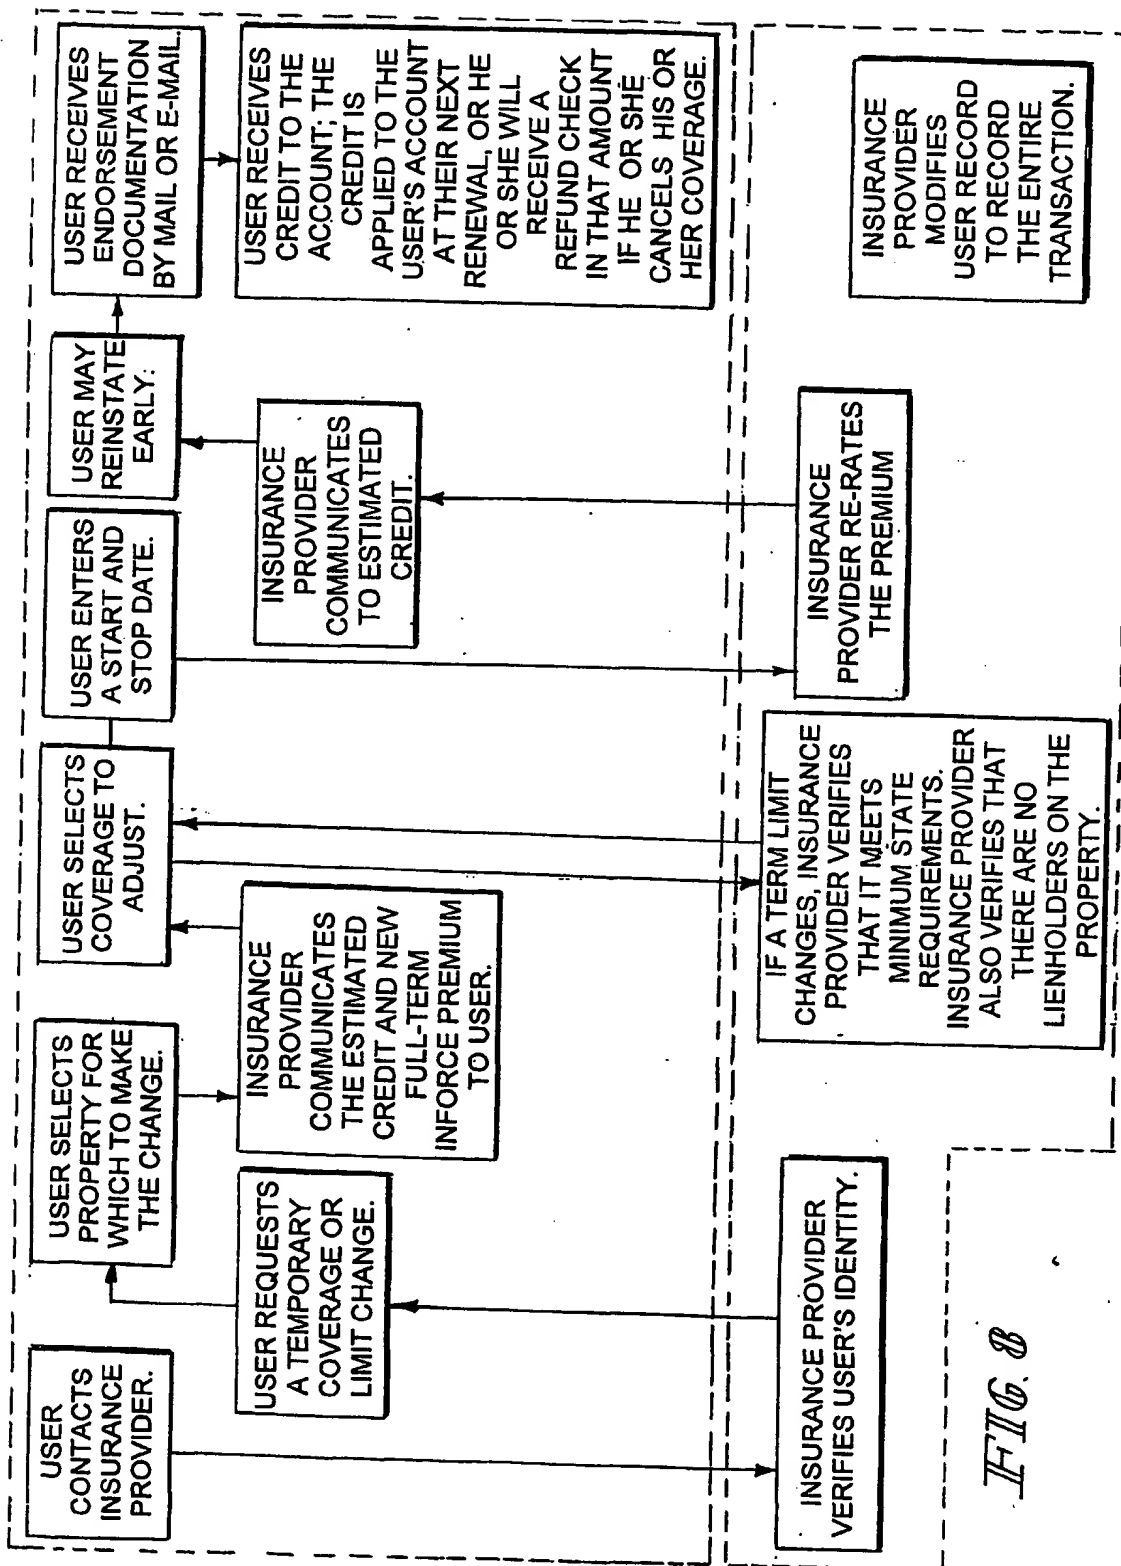 USER
CONTACTS
INSURANCE
PROVIDER.
INSURANCE PROVIDER
VERIFIES USER'S IDENTITY.
USER REQUESTS
A TEMPORARY
COVERAGE OR
LIMIT CHANGE.
USER SELECTS
PROPERTY FOR
WHICH TO MAKE
THE CHANGE.
INSURANCE
PROVIDER
COMMUNICATES
THE ESTIMATED
CREDIT AND NEW
FULL-TERM
INFORCE PREMIUM
TO USER.
USER SELECTS
COVERAGE TO
ADJUST.
IF A TERM LIMIT
CHANGES, INSURANCE
PROVIDER VERIFIES
THAT IT MEETS
MINIMUM STATE
REQUIREMENTS.
INSURANCE PROVIDER
ALSO VERIFIES THAT
THERE ARE NO
LIENHOLDERS ON THE
PROPERTY.
USER ENTERS
A START AND
STOP DATE.
INSURANCE
PROVIDER RE-RATES
THE PREMIUM
INSURANCE
PROVIDER
COMMUNICATES
TO ESTIMATED
CREDIT.
USER MAY
REINSTATE
EARLY.
USER RECEIVES
ENDORSEMENT
DOCUMENTATION
BY MAIL OR E-MAIL.
USER RECEIVES
CREDIT TO THE
ACCOUNT; THE
CREDIT IS
APPLIED TO THE
USER'S ACCOUNT
AT THEIR NEXT
RENEWAL, OR HE
OR SHE WILL
RECEIVE A
REFUND CHECK
IN THAT AMOUNT
IF HE OR SHE
CANCELS HIS OR
HER COVERAGE.
INSURANCE
PROVIDER
MODIFIES
USER RECORD
TO RECORD
THE ENTIRE
TRANSACTION.
FIG. 8